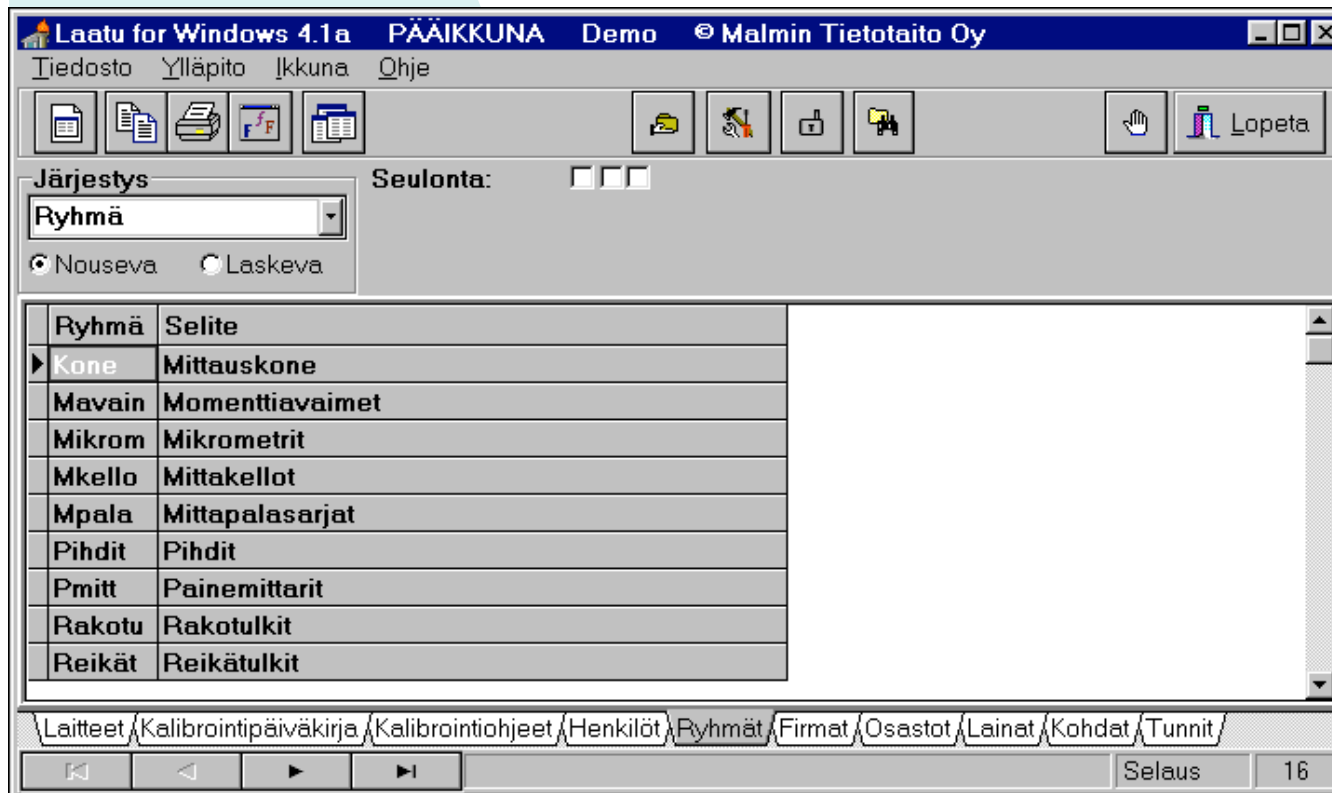 Laatu for Windows 4.1a PÄÄIKKUNA Demo © Malmin Tietotaito Oy
Tiedosto Ylläpito Ikkuna Ohje
F f F Lopeta
Järjestys Seulonta:
Ryhmä
Nouseva Laskeva
Ryhmä Selite
Kone Mittauskone
Mavain Momenttiavaimet
Mikrom Mikrometrit
Mkello Mittakellot
Mpala Mittapalasarjat
Pihdit Pihdit
Pmitt Painemittarit
Rakotu Rakotulkit
Reikät Reikätulkit
Laitteet Kalibrointipäiväkirja Kalibrointiohjeet Henkilöt Ryhmät Firmat Osastot Lainat Kohdat Tunnit
Selaus 16